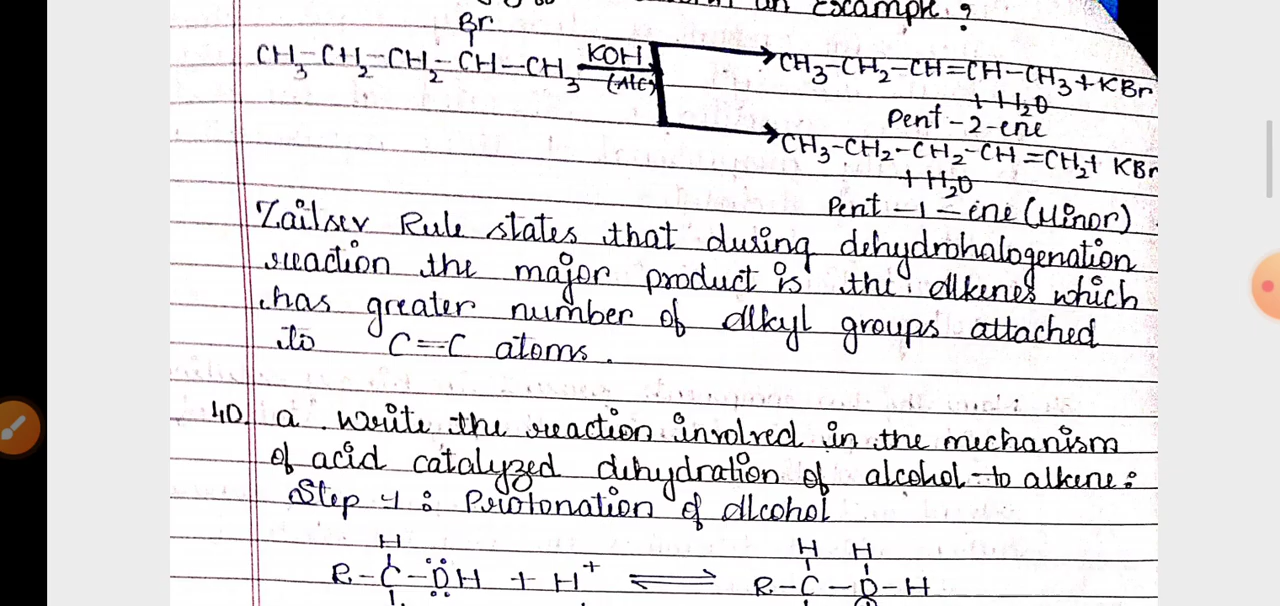 an Example ?
Br
CH3-CH2-CH2-CH-CH3 KOH (Alc) CH3-CH2-CH=CH-CH3 + KBr
+ H2O
Pent-2-ene
CH3-CH2-CH2-CH=CH2+ KBr
+ H2O
Pent-1-ene (Minor)
Zailsev Rule states that during dehydrohalogenation
reaction the major product is the alkenes which
has greater number of alkyl groups attached
to C=C atoms.
40 a. Write the reaction involved in the mechanism
of acid catalyzed dehydration of alcohol to alkene:
Step 1: Protonation of alcohol
H H H
R-C-OH + H+ ⇌ R-C-O-H